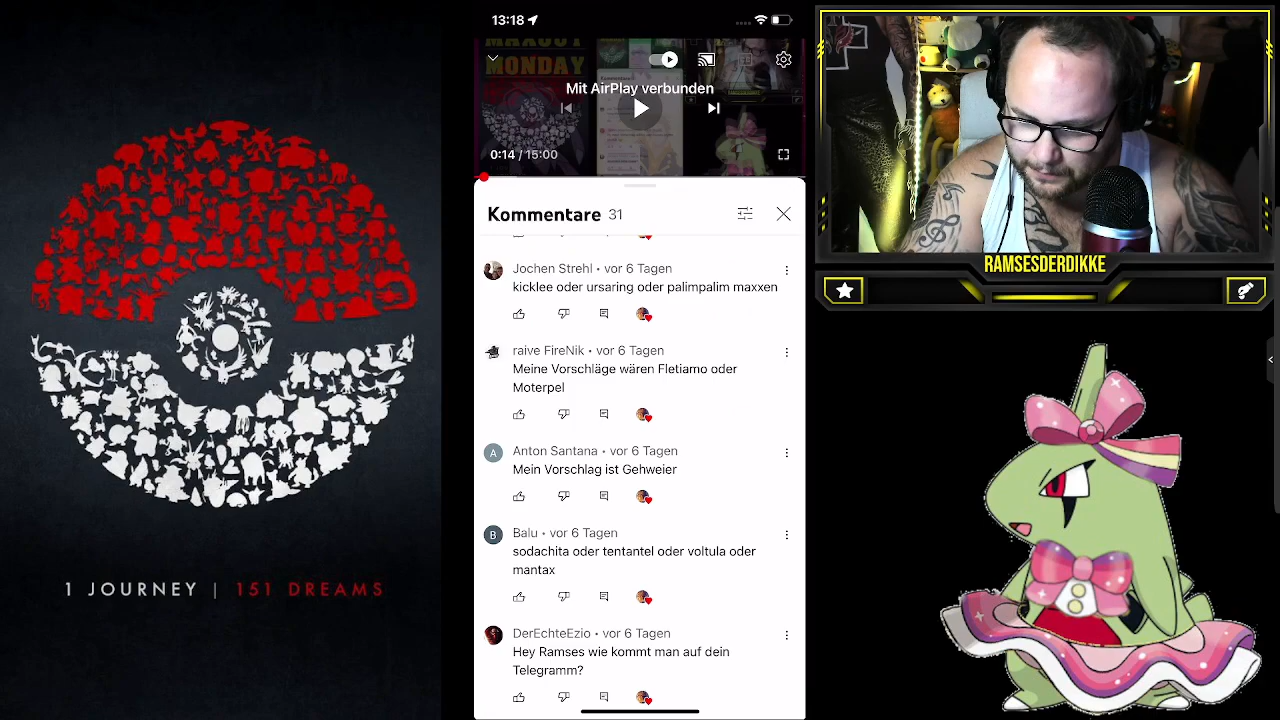 13:18
MAXOUT
MONDAY
Mit AirPlay verbunden
0:14 / 15:00
Kommentare 31
Jochen Strehl • vor 6 Tagen
kicklee oder ursaring oder palimpalim maxxen
raive FireNik • vor 6 Tagen
Meine Vorschläge wären Fletiamo oder
Moterpel
A
Anton Santana • vor 6 Tagen
Mein Vorschlag ist Gehweier
B
Balu • vor 6 Tagen
sodachita oder tentantel oder voltula oder
mantax
DerEchteEzio • vor 6 Tagen
Hey Ramses wie kommt man auf dein
Telegramm?
1 JOURNEY | 151 DREAMS
RAMSESDERDIKKE